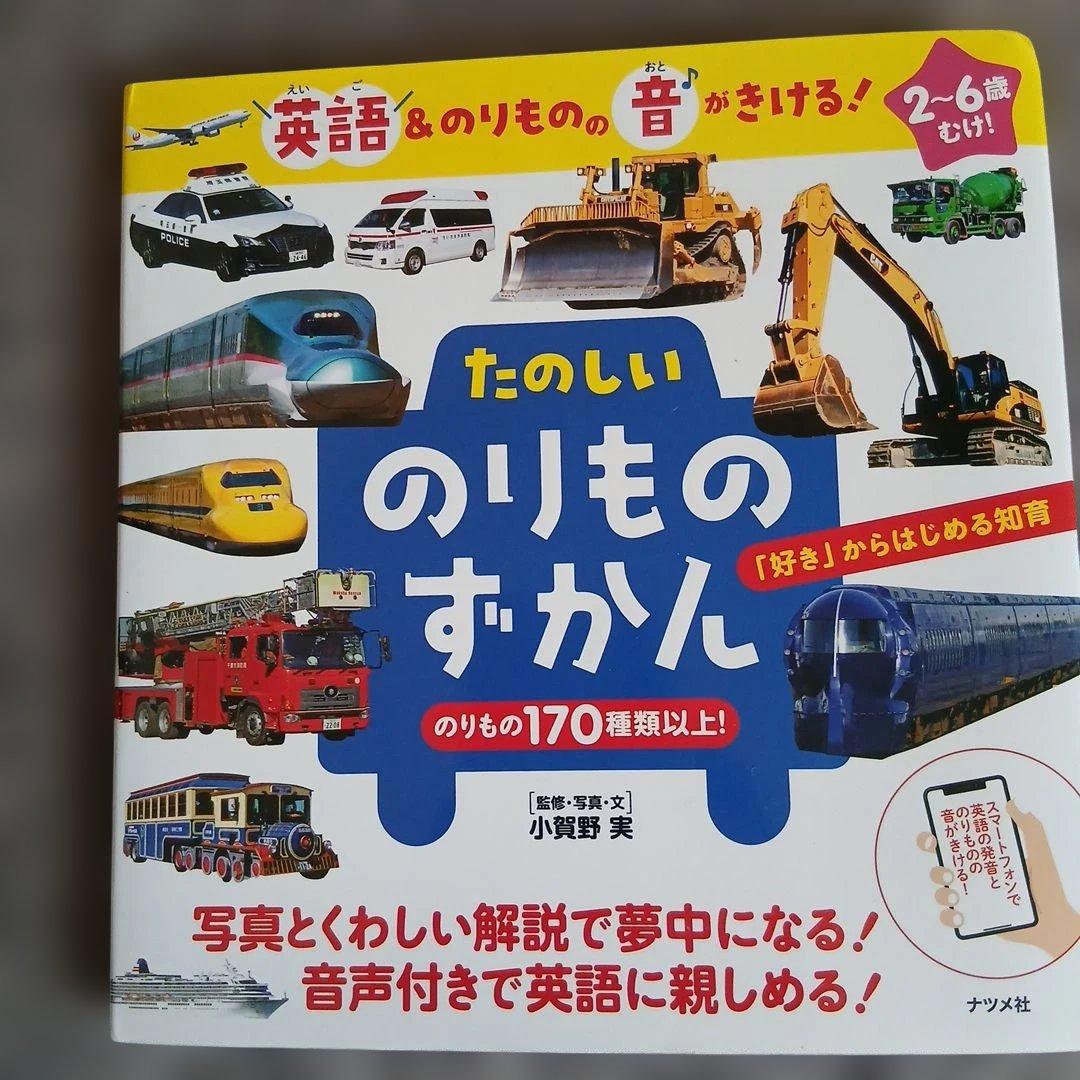 えい ご おと
英語&のりものの音がきける!
2〜6歳
むけ!
POLICE
CATERPILLAR
CAT
たのしい
のりもの
ずかん
「好き」からはじめる知育
のりもの170種類以上!
22-08
[監修・写真・文]
小賀野 実
スマートフォンで
英語の発音と
のりものの
音がきける!
写真とくわしい解説で夢中になる!
音声付きで英語に親しめる!
ナツメ社